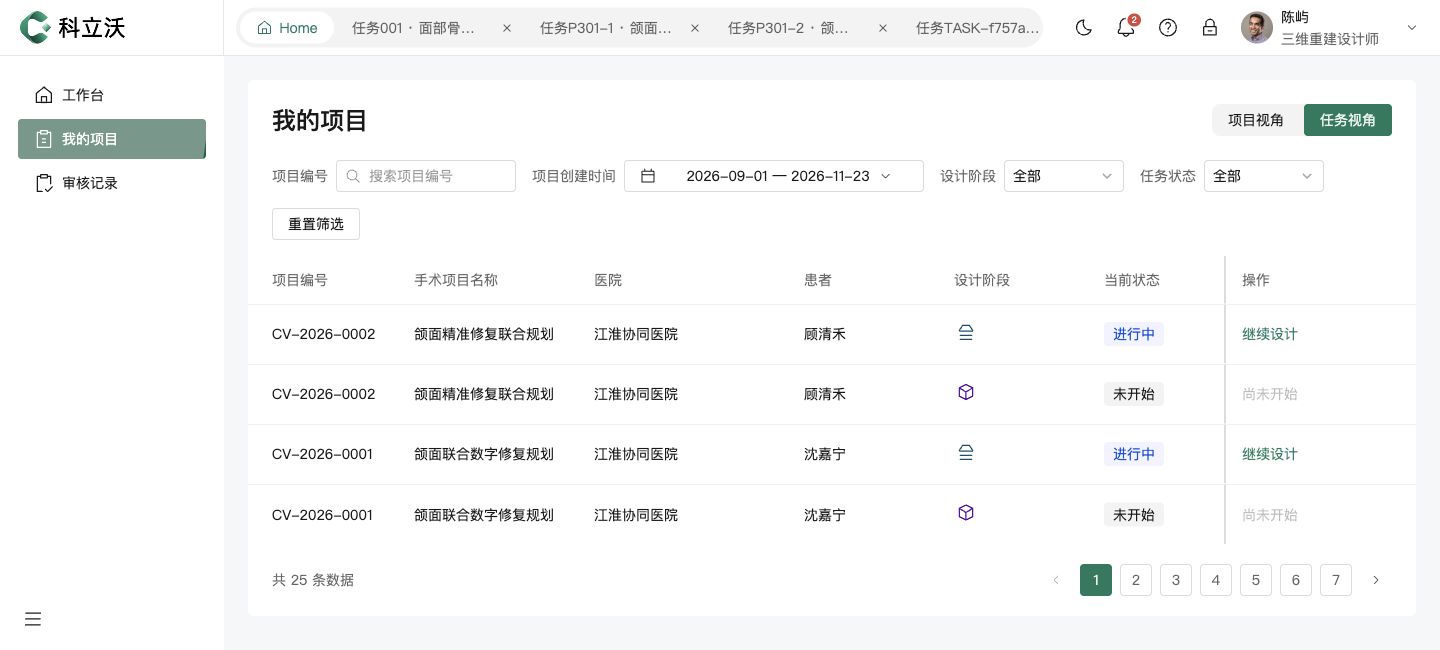 科立沃
Home
任务001 · 面部骨...
任务P301-1 · 颌面...
任务P301-2 · 颌...
任务TASK-f757a...
2
陈屿
三维重建设计师
工作台
我的项目
审核记录
我的项目
项目视角
任务视角
项目编号
搜索项目编号
项目创建时间
2026-09-01 — 2026-11-23
设计阶段
全部
任务状态
全部
重置筛选
项目编号 手术项目名称 医院 患者 设计阶段 当前状态 操作
CV-2026-0002 颌面精准修复联合规划 江淮协同医院 顾清禾 进行中 继续设计
CV-2026-0002 颌面精准修复联合规划 江淮协同医院 顾清禾 未开始 尚未开始
CV-2026-0001 颌面联合数字修复规划 江淮协同医院 沈嘉宁 进行中 继续设计
CV-2026-0001 颌面联合数字修复规划 江淮协同医院 沈嘉宁 未开始 尚未开始
共 25 条数据
1 2 3 4 5 6 7